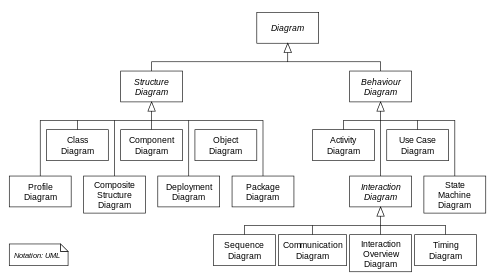 Diagram
Structure
Diagram
Behaviour
Diagram
Class
Diagram
Component
Diagram
Object
Diagram
Activity
Diagram
Use Case
Diagram
Profile
Diagram
Composite
Structure
Diagram
Deployment
Diagram
Package
Diagram
Interaction
Diagram
State
Machine
Diagram
Sequence
Diagram
Communication
Diagram
Interaction
Overview
Diagram
Timing
Diagram
Notation: UML